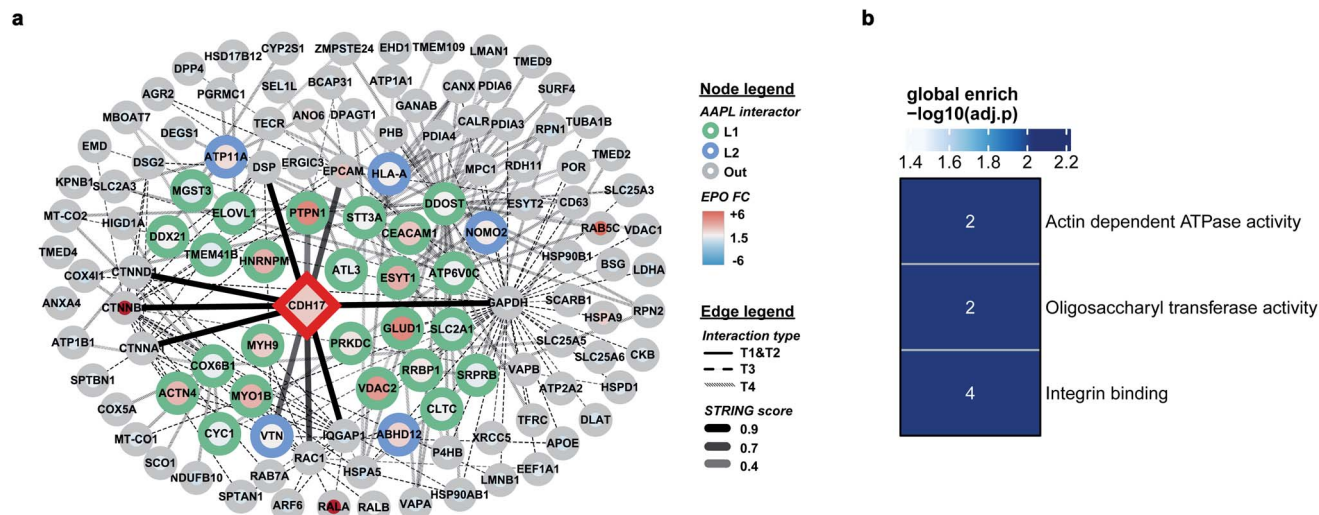 a
b
ZMPSTE24 EHD1 TMEM109
CYP2S1 LMAN1
HSD17B12 TMED9
DPP4 SEL1L BCAP31 ATP1A1 CANX PDIA6 SURF4
AGR2 PGRMC1 GANAB
MBOAT7 TECR ANO6 DPAGT1 PHB CALR PDIA3 RPN1 TUBA1B
DEGS1 PDIA4
EMD DSG2 ATP11A DSP ERGIC3 EPCAM HLA-A MPC1 RDH11 POR TMED2
KPNB1 SLC2A3 MGST3 SLC25A3
MT-CO2 HIGD1A ELOVL1 PTPN1 STT3A DDOST ESYT2 CD63
DDX21 CEACAM1 NOMO2 RAB5C VDAC1
TMED4 TMEM41B HNRNPM HSP90B1 BSG LDHA
COX4I1 CTNND1 ATL3 ESYT1 ATP6V0C
ANXA4 CTNNB1 CDH17 GAPDH SCARB1 HSPA9 RPN2
ATP1B1 CTNNA1 MYH9 PRKDC GLUD1 SLC2A1 SLC25A5 SLC25A6 CKB
SPTBN1 COX6B1 RRBP1 SRPRB VAPB ATP2A2 HSPD1
COX5A ACTN4 MYO1B VDAC2 CLTC TFRC DLAT
MT-CO1 CYC1 VTN IQGAP1 ABHD12 XRCC5 APOE
SCO1 RAC1 P4HB
NDUFB10 RAB7A HSPA5 LMNB1 EEF1A1
SPTAN1 ARF6 RALA RALB VAPA HSP90AB1
Node legend
AAPL interactor
L1
L2
Out
EPO FC
+6
1.5
-6
Edge legend
Interaction type
T1&T2
T3
T4
STRING score
0.9
0.7
0.4
global enrich
−log10(adj.p)
1.4 1.6 1.8 2 2.2
2 Actin dependent ATPase activity
2 Oligosaccharyl transferase activity
4 Integrin binding